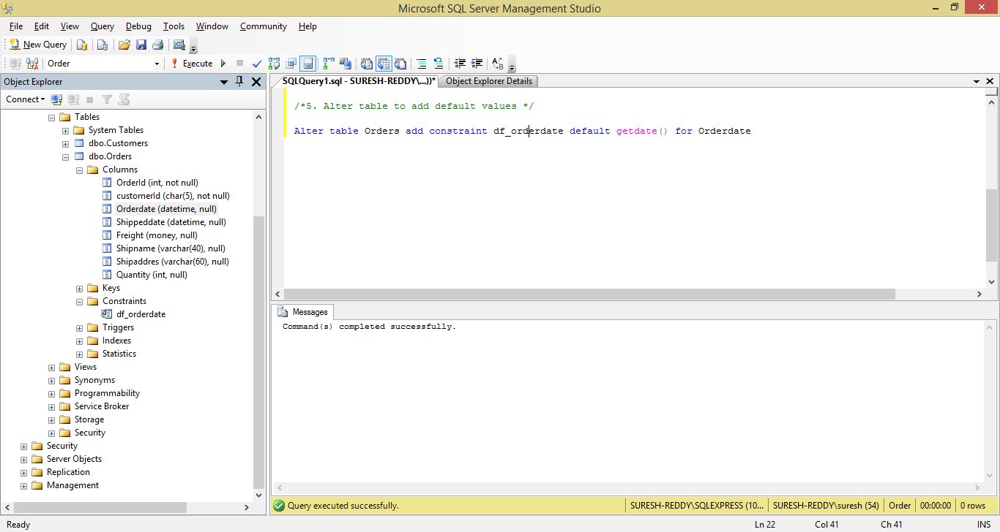 Microsoft SQL Server Management Studio
File Edit View Query Debug Tools Window Community Help
New Query
Order Execute
Object Explorer
SQLQuery1.sql - SURESH-REDDY\...))* Object Explorer Details
Connect
Tables
System Tables
dbo.Customers
dbo.Orders
Columns
OrderId (int, not null)
customerId (char(5), not null)
Orderdate (datetime, null)
Shippeddate (datetime, null)
Freight (money, null)
Shipname (varchar(40), null)
Shipaddres (varchar(60), null)
Quantity (int, null)
Keys
Constraints
df_orderdate
Triggers
Indexes
Statistics
Views
Synonyms
Programmability
Service Broker
Storage
Security
Security
Server Objects
Replication
Management
/*5. Alter table to add default values */
Alter table Orders add constraint df_orderdate default getdate() for Orderdate
Messages
Command(s) completed successfully.
Query executed successfully. SURESH-REDDY\SQLEXPRESS (10... SURESH-REDDY\suresh (54) Order 00:00:00 0 rows
Ready Ln 22 Col 41 Ch 41 INS